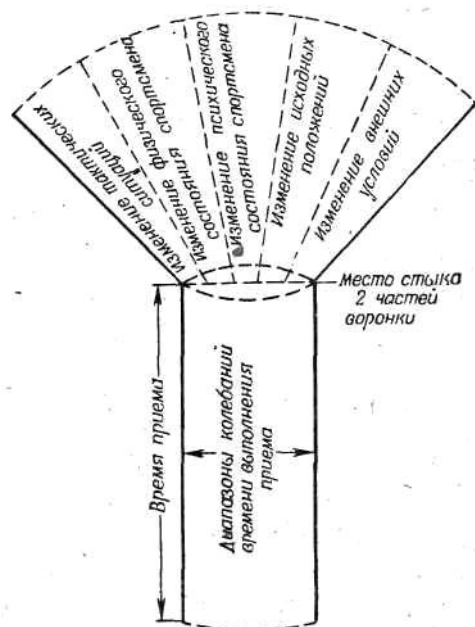 Изменение тактических
ситуаций
Изменение физического
состояния спортсмена
Изменение психического
состояния спортсмена
Изменение исходных
положений
Изменение внешних
условий
Место стыка
2 частей
воронки
Время приема
Диапазоны колебаний
времени выполнения
приема